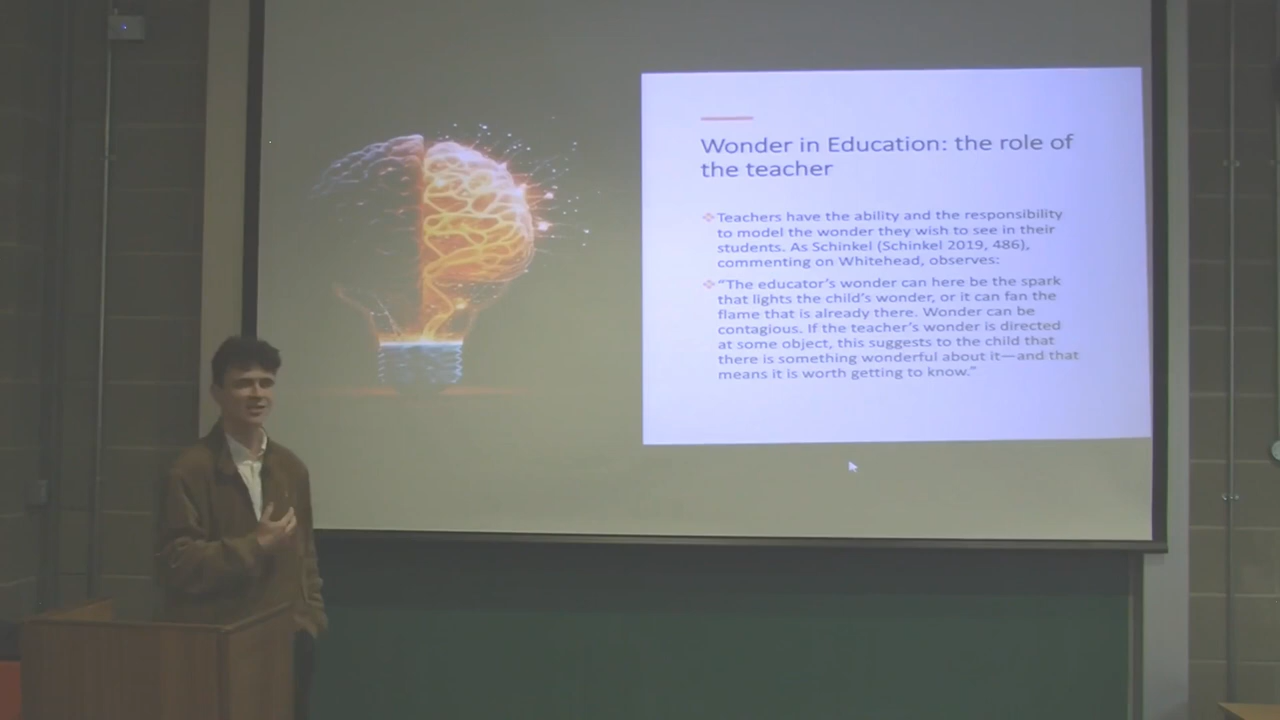 Wonder in Education: the role of
the teacher
Teachers have the ability and the responsibility
to model the wonder they wish to see in their
students. As Schinkel (Schinkel 2019, 486),
commenting on Whitehead, observes:
“The educator’s wonder can here be the spark
that lights the child’s wonder, or it can fan the
flame that is already there. Wonder can be
contagious. If the teacher’s wonder is directed
at some object, this suggests to the child that
there is something wonderful about it—and that
means it is worth getting to know.”